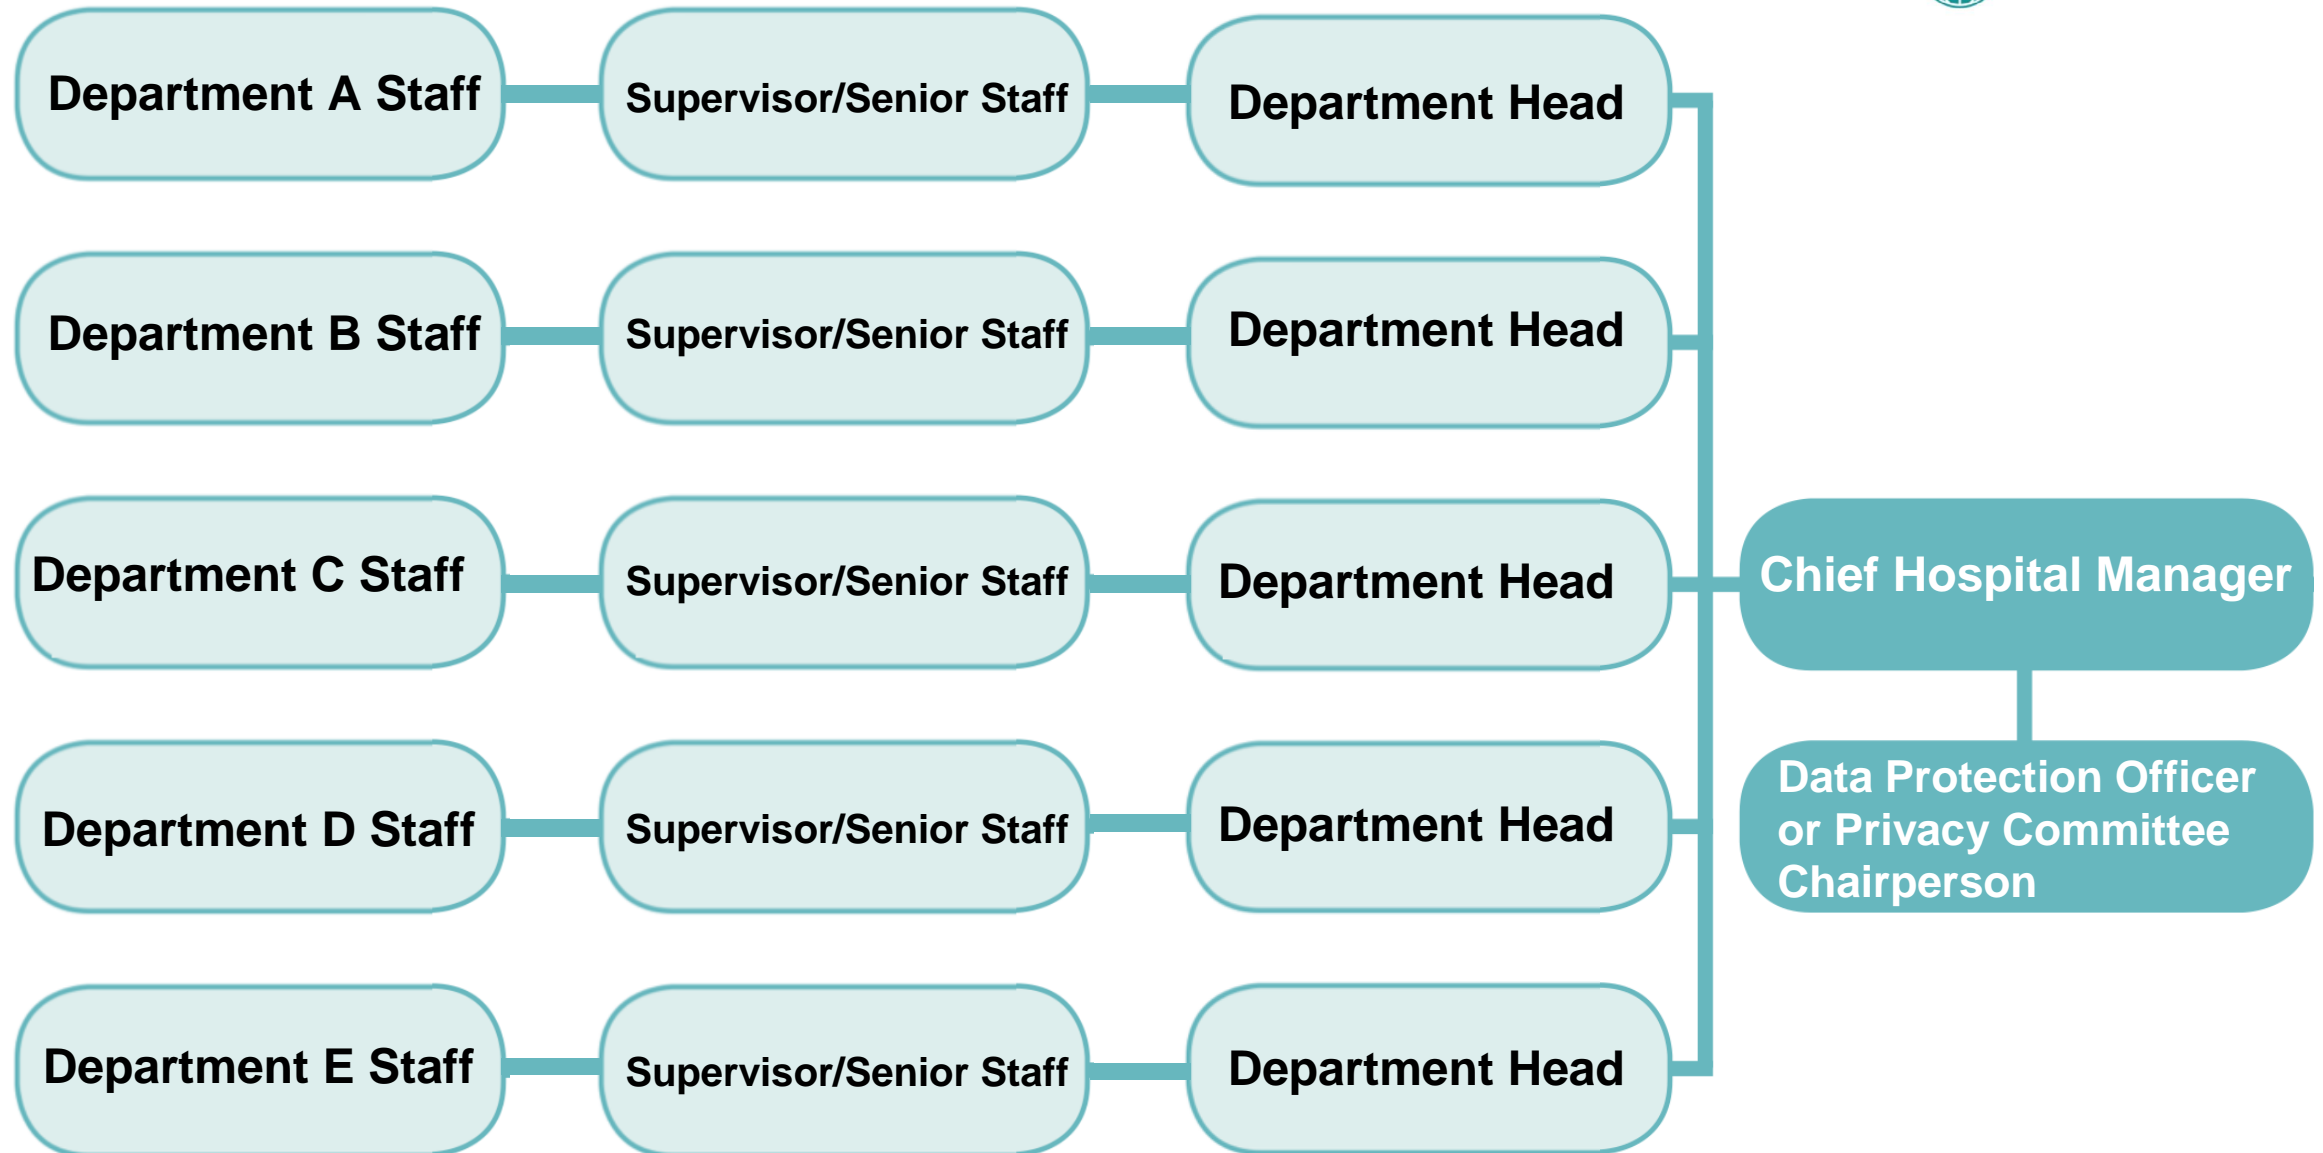 Department A Staff
Supervisor/Senior Staff
Department Head
Department B Staff
Supervisor/Senior Staff
Department Head
Department C Staff
Supervisor/Senior Staff
Department Head
Chief Hospital Manager
Department D Staff
Supervisor/Senior Staff
Department Head
Data Protection Officer
or Privacy Committee
Chairperson
Department E Staff
Supervisor/Senior Staff
Department Head